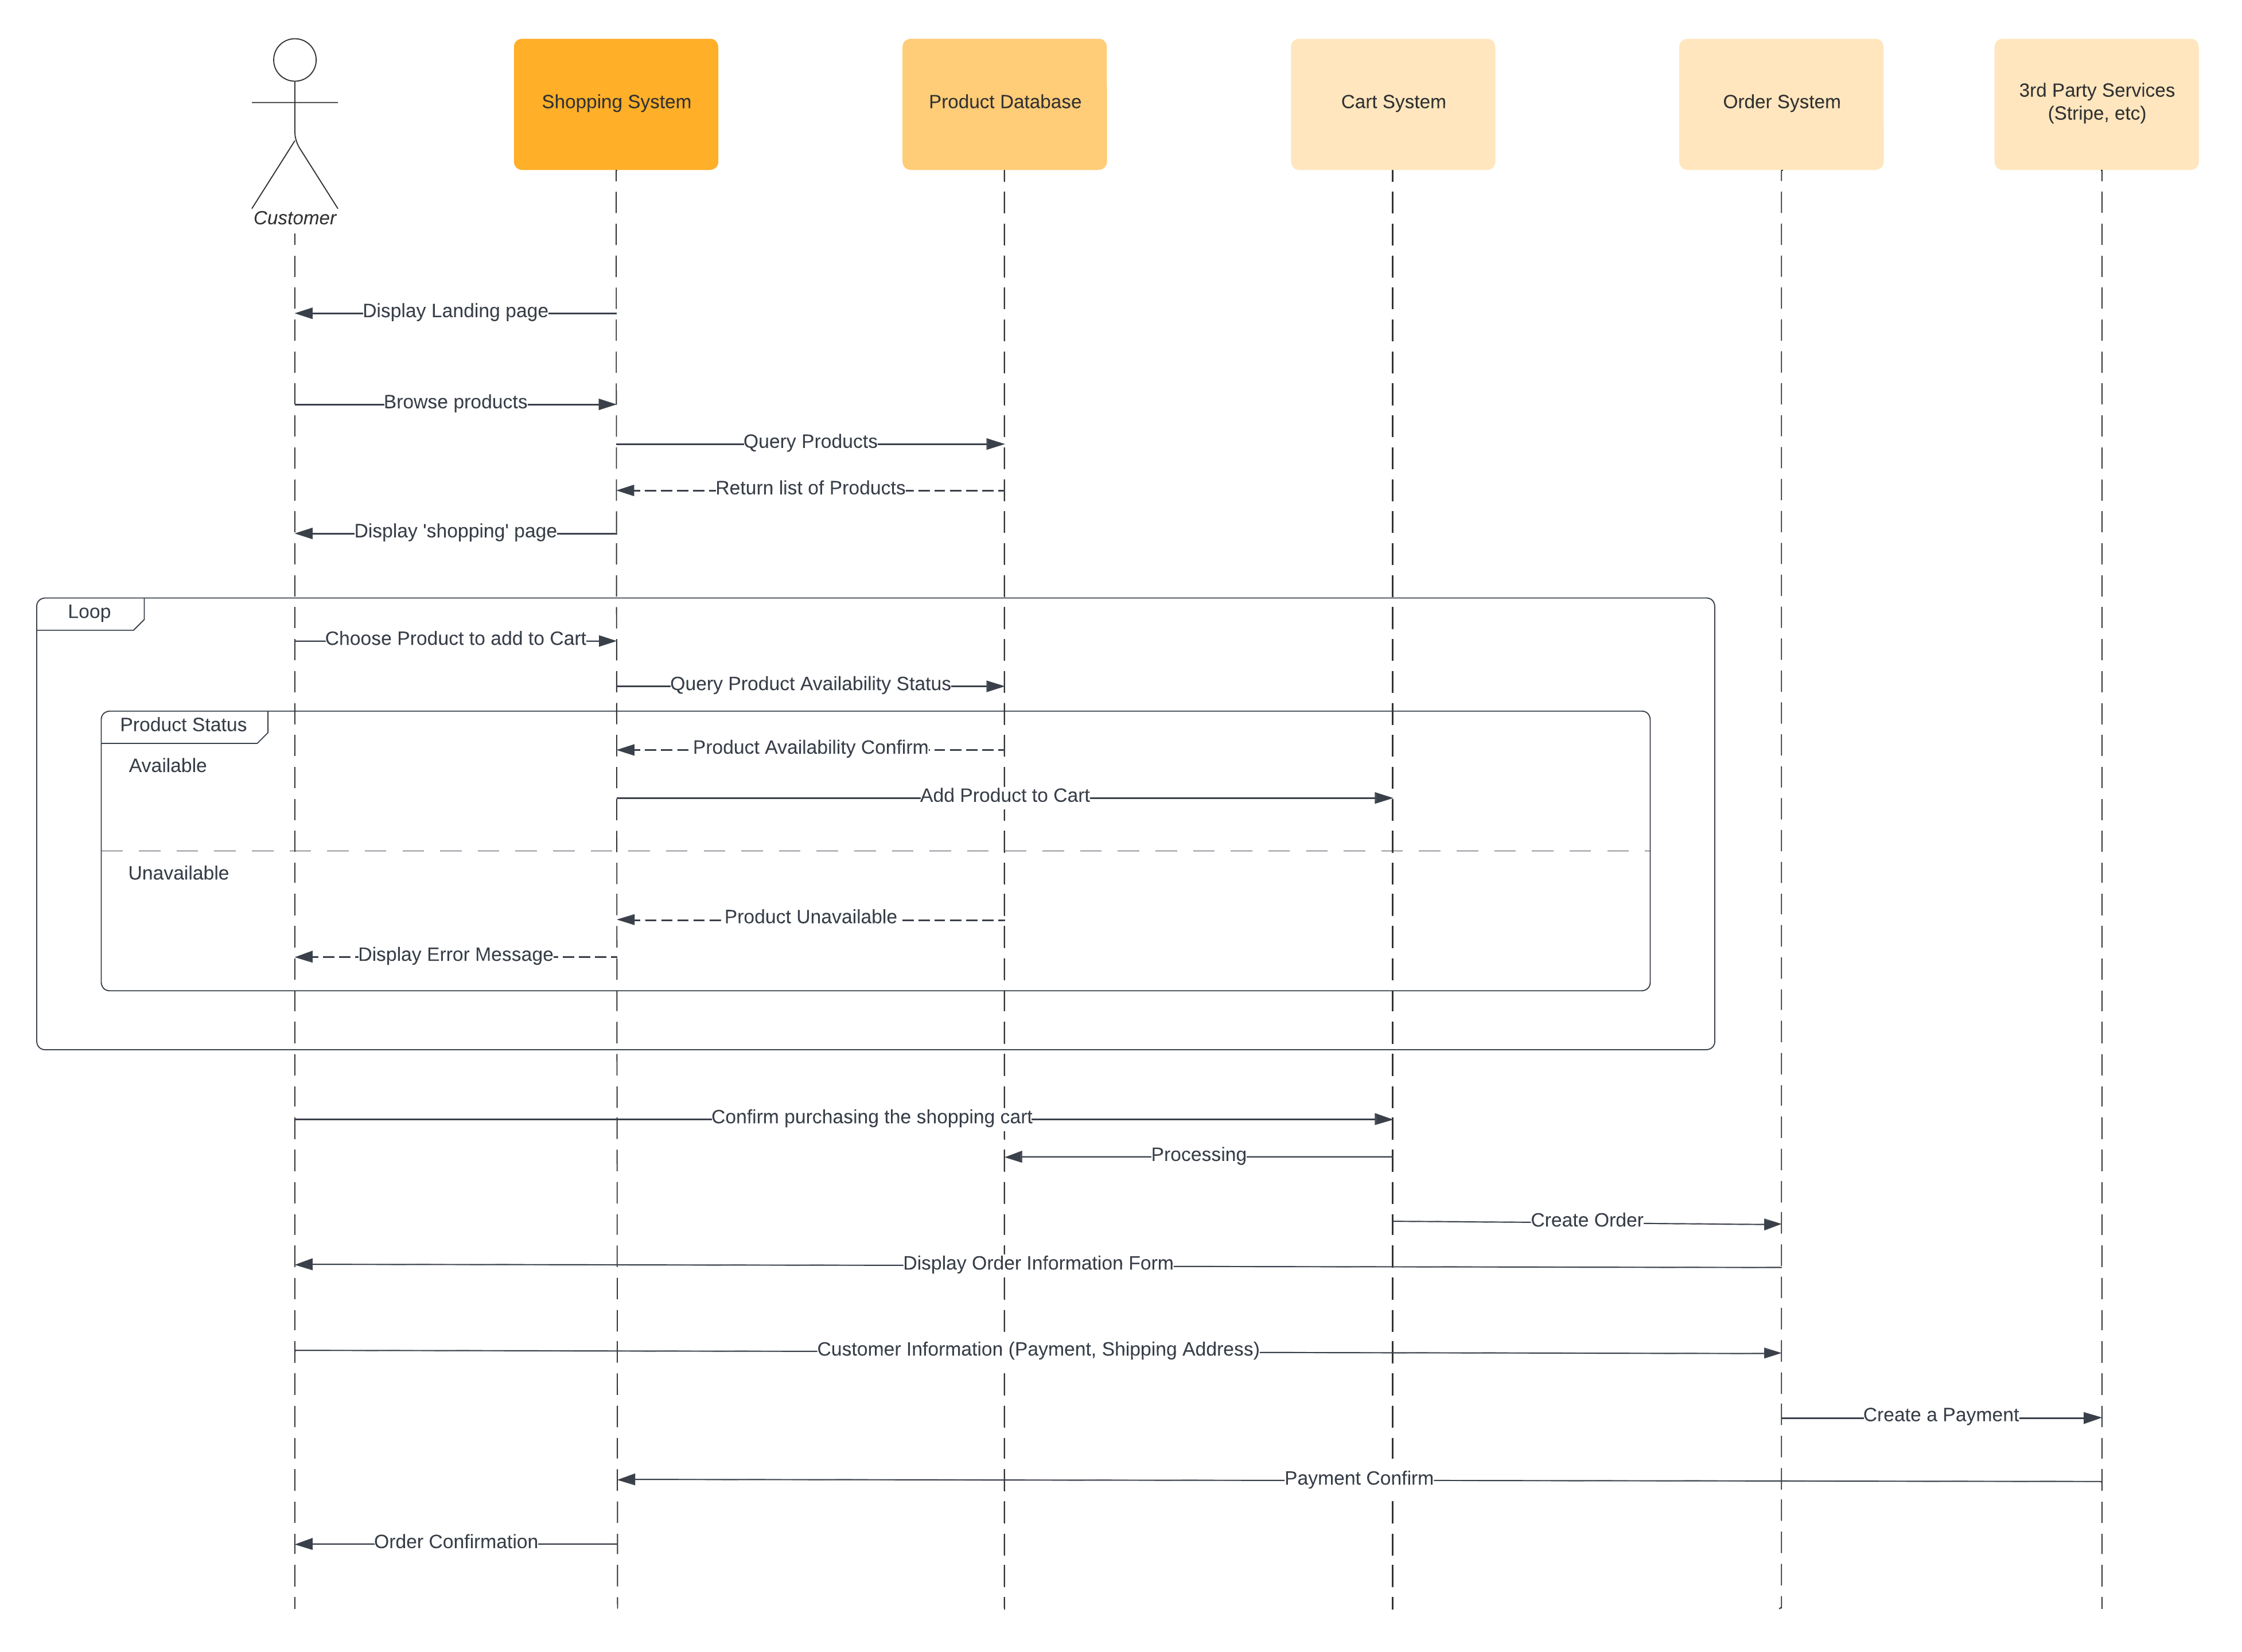 Customer
Shopping System
Product Database
Cart System
Order System
3rd Party Services
(Stripe, etc)
Display Landing page
Browse products
Query Products
Return list of Products
Display 'shopping' page
Loop
Choose Product to add to Cart
Query Product Availability Status
Product Status
Product Availability Confirm
Available
Add Product to Cart
Unavailable
Product Unavailable
Display Error Message
Confirm purchasing the shopping cart
Processing
Create Order
Display Order Information Form
Customer Information (Payment, Shipping Address)
Create a Payment
Payment Confirm
Order Confirmation